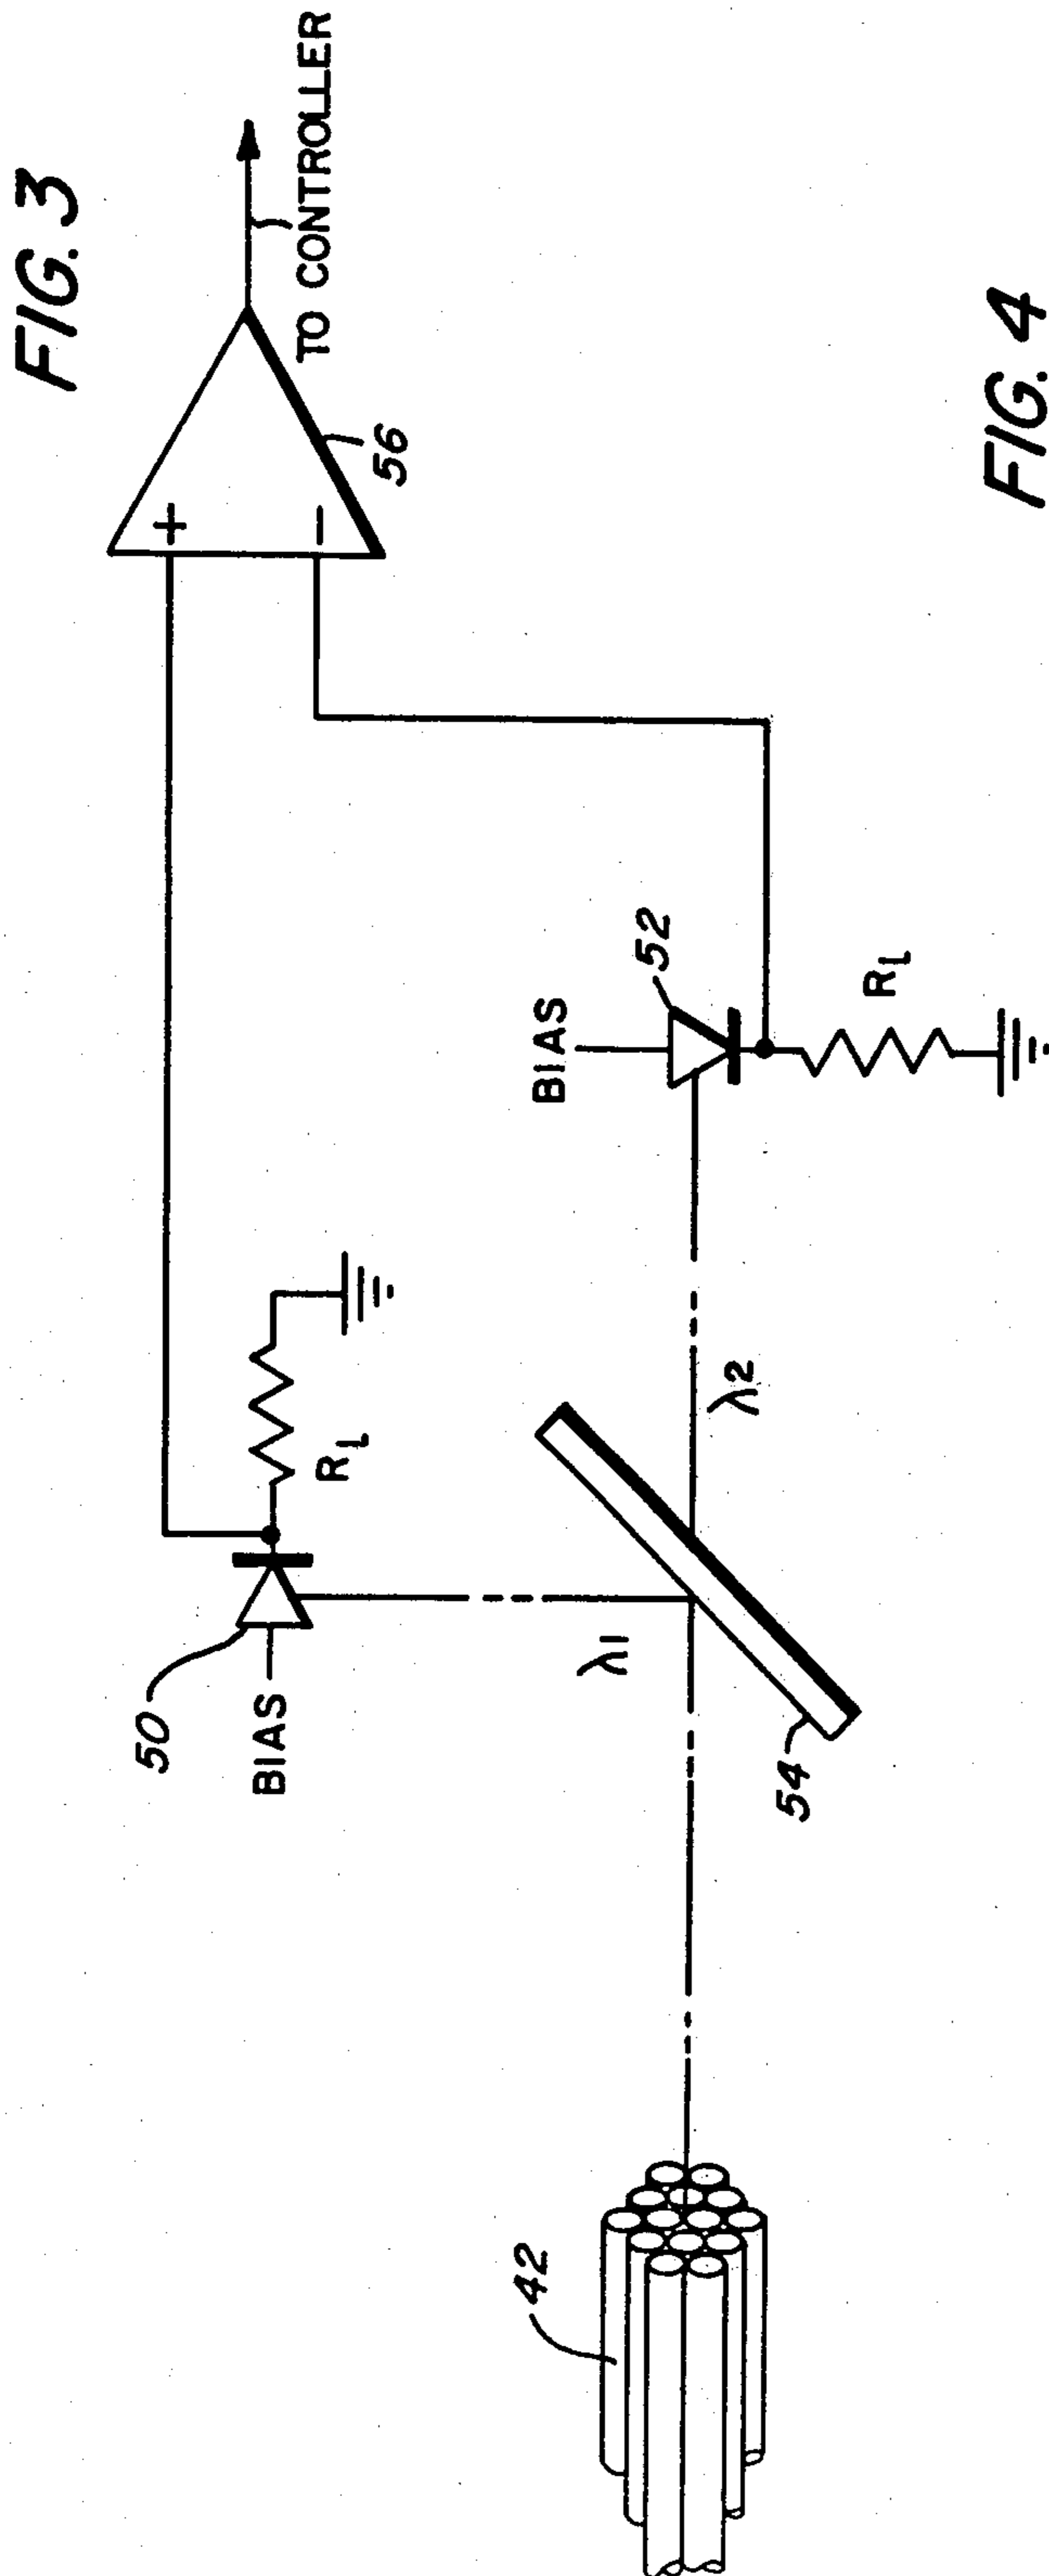 FIG. 3
TO CONTROLLER
+
−
56
50
BIAS
RL
λ1
BIAS
52
RL
λ2
54
42
FIG. 4